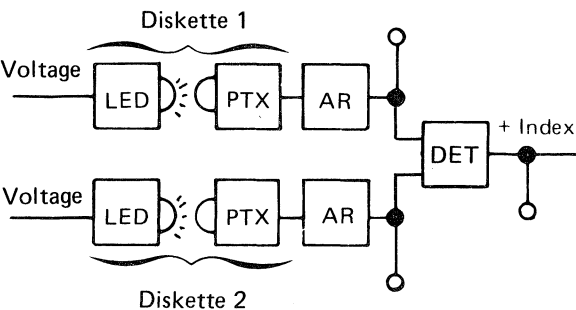 Diskette 1
Voltage
LED
PTX
AR
+ Index
DET
Voltage
LED
PTX
AR
Diskette 2